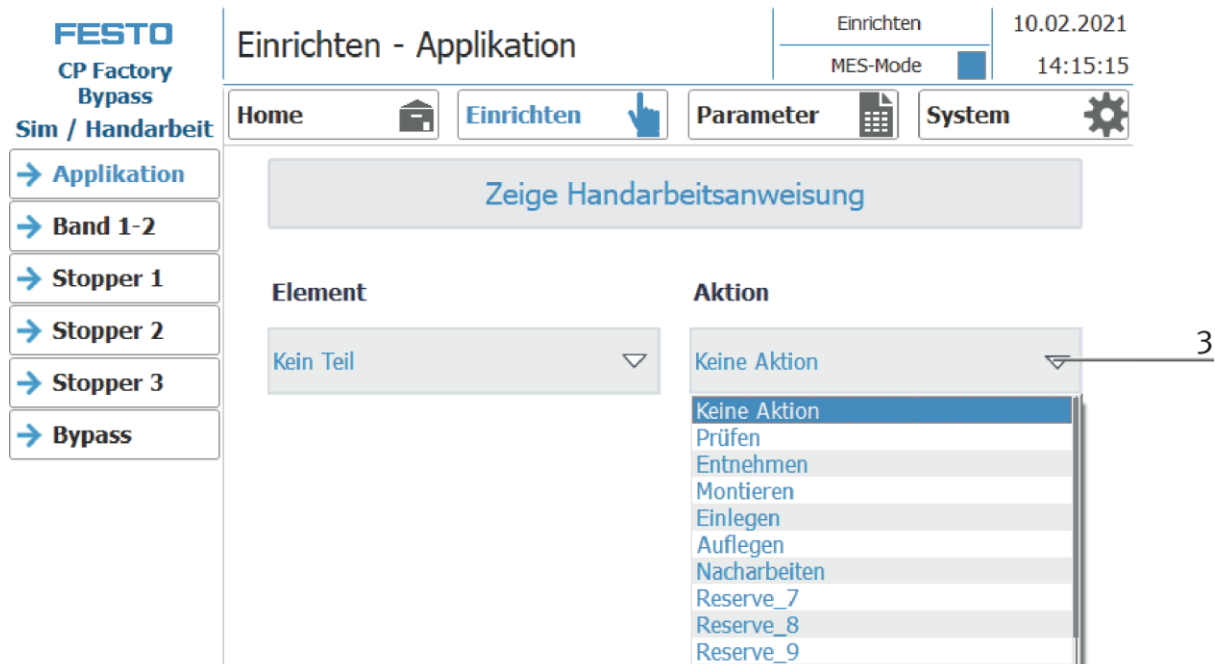 FESTO
CP Factory
Bypass
Sim / Handarbeit
Einrichten - Applikation
Einrichten
MES-Mode
10.02.2021
14:15:15
Home
Einrichten
Parameter
System
Applikation
Band 1-2
Stopper 1
Stopper 2
Stopper 3
Bypass
Zeige Handarbeitsanweisung
Element
Aktion
Kein Teil
Keine Aktion
3
Keine Aktion
Prüfen
Entnehmen
Montieren
Einlegen
Auflegen
Nacharbeiten
Reserve_7
Reserve_8
Reserve_9